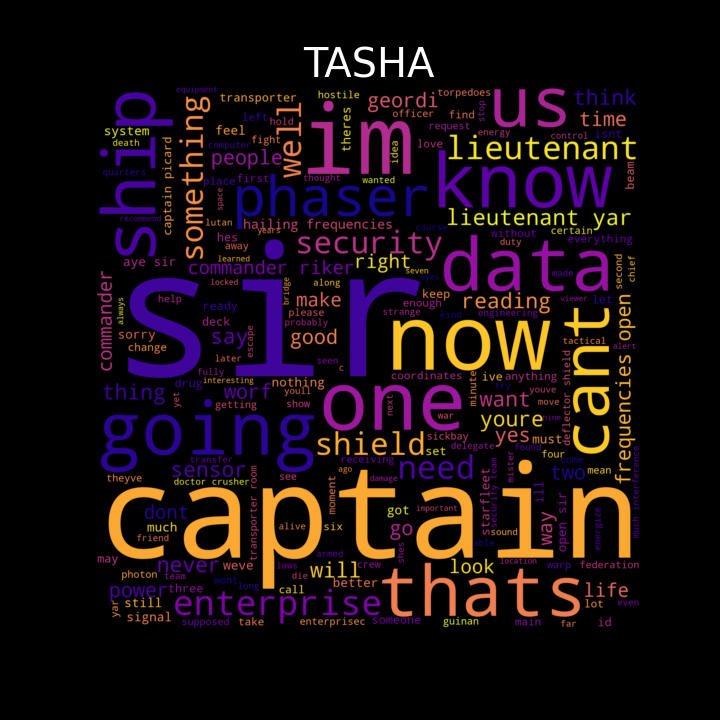 TASHA
equipment
ship
something
transporter
hostile
geordi
torpedoes
us
think
system
death
left
hold
officer
find
stop
isnt
time
captain picard
feel
fight
well
im
theres
idea
request
energy
control
lieutenant
quarters
computer
people
love
know
beam
place
first
thought
wanted
phaser
recommend
space
lutan
years
hailing frequencies
cause
lieutenant yar
certain
without
everything
hes
away
security
duty
aye sir
learned
commander riker
right
data
second
chief
commander
sir
locked
seven
made
viewer
bridge
along
keep
reading
always
help
ready
make
enough
engineering
please
strange
kind
let
cant
frequencies open
sorry
deck
say
escape
probably
good
now
tactical
alert
change
later
seen
c
fully
interesting
nothing
coordinates
ive
anything
deflector shield
thing
drug
worf
youll
one
want
try
youve
minute
yet
getting
show
next
war
youre
move
nine
going
shield
set
sickbay
yes
must
delegate
found
four
transfer
receiving
need
come
two
mean
much interference
sensor
theyve
doctor crusher
see
ago
damage
starfleet
security team
mister
ill
captain
transporter room
moment
important
dont
got
go
way
open sir
energize
much
alive
six
sound
friend
shes
able
armed
location
may
never
weve
will
look
warp
federation
photon
team
wont
laws
crew
die
better
thats
life
power
three
long
call
yar
still
enterprise
lot
even
signal
supposed
take
enterprisec
someone
guinan
main
far
id